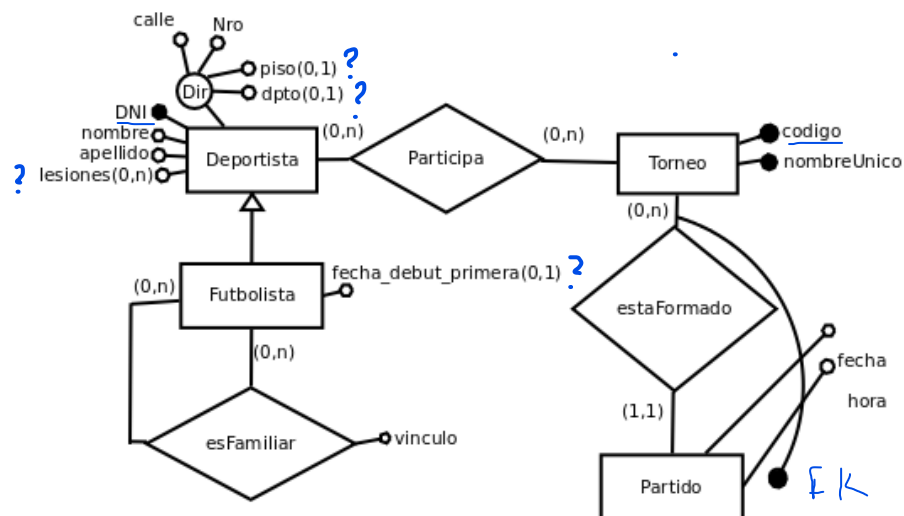 calle
Nro
piso(0,1) ?
Dir
dpto(0,1) ?
DNI
nombre
apellido
? lesiones(0,n)
Deportista
(0,n)
Participa
(0,n)
Torneo
codigo
nombreUnico
(0,n)
(0,n)
Futbolista
fecha_debut_primera(0,1) ?
estaFormado
(0,n)
fecha
hora
(1,1)
esFamiliar
vinculo
Partido